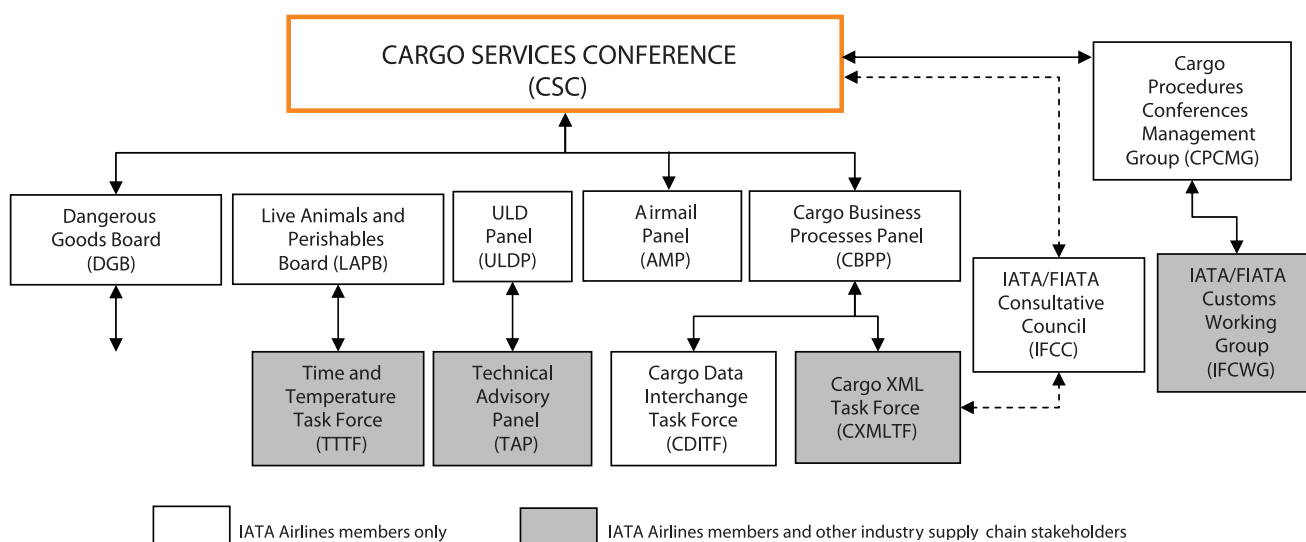 CARGO SERVICES CONFERENCE
(CSC)
Cargo
Procedures
Conferences
Management
Group (CPCMG)
Dangerous
Goods Board
(DGB)
Live Animals and
Perishables
Board (LAPB)
ULD
Panel
(ULDP)
Airmail
Panel
(AMP)
Cargo Business
Processes Panel
(CBPP)
IATA/FIATA
Consultative
Council
(IFCC)
IATA/FIATA
Customs
Working
Group
(IFCWG)
Time and
Temperature
Task Force
(TTTF)
Technical
Advisory
Panel
(TAP)
Cargo Data
Interchange
Task Force
(CDITF)
Cargo XML
Task Force
(CXMLTF)
IATA Airlines members only
IATA Airlines members and other industry supply chain stakeholders